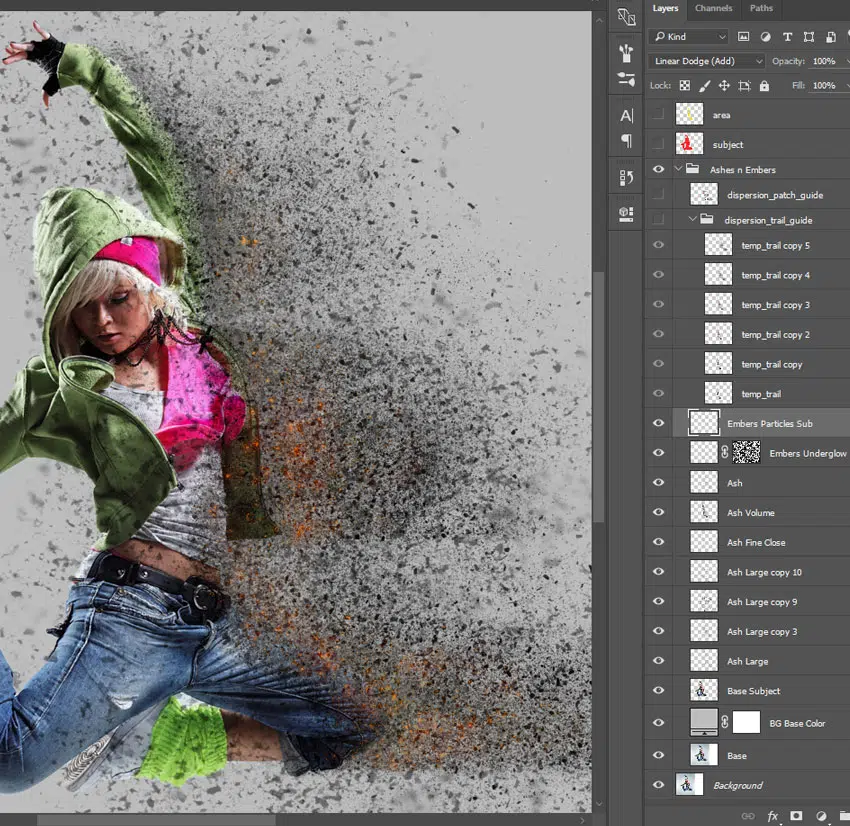 Layers Channels Paths
Kind
Linear Dodge (Add) Opacity: 100%
Lock: Fill: 100%
area
subject
Ashes n Embers
dispersion_patch_guide
dispersion_trail_guide
temp_trail copy 5
temp_trail copy 4
temp_trail copy 3
temp_trail copy 2
temp_trail copy
temp_trail
Embers Particles Sub
Embers Underglow
Ash
Ash Volume
Ash Fine Close
Ash Large copy 10
Ash Large copy 9
Ash Large copy 3
Ash Large
Base Subject
BG Base Color
Base
Background
fx